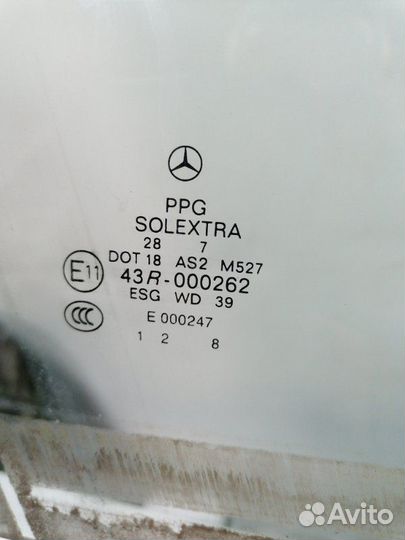 PPG
SOLEXTRA
28 7
DOT 18 AS2 M527
E11 43R-000262
ESG WD 39
CCC E 000247
1 2 8
Avito